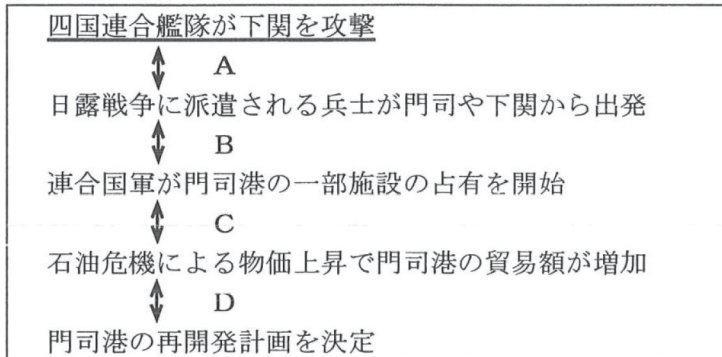 四国連合艦隊が下関を攻撃
A
日露戦争に派遣される兵士が門司や下関から出発
B
連合国軍が門司港の一部施設の占有を開始
C
石油危機による物価上昇で門司港の貿易額が増加
D
門司港の再開発計画を決定